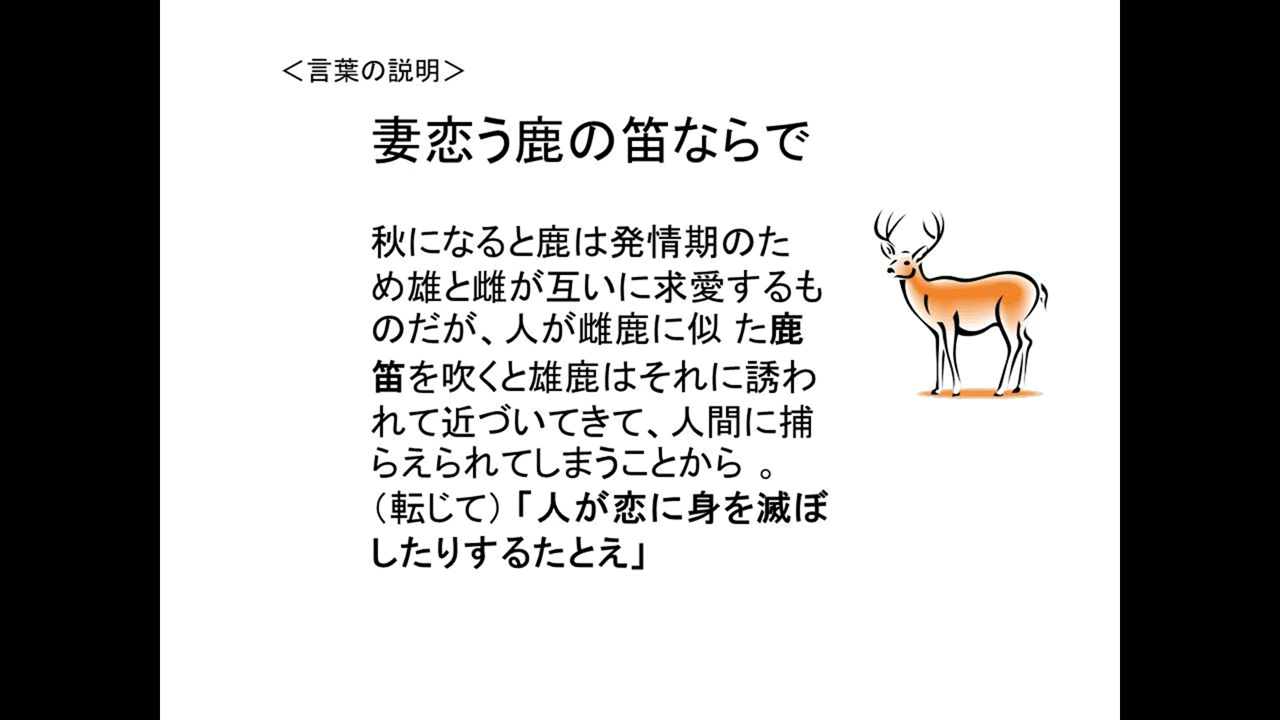 ＜言葉の説明＞
妻恋う鹿の笛ならで
秋になると鹿は発情期のた
め雄と雌が互いに求愛するも
のだが、人が雌鹿に似 た鹿
笛を吹くと雄鹿はそれに誘わ
れて近づいてきて、人間に捕
らえられてしまうことから 。
（転じて）「人が恋に身を滅ぼ
したりするたとえ」